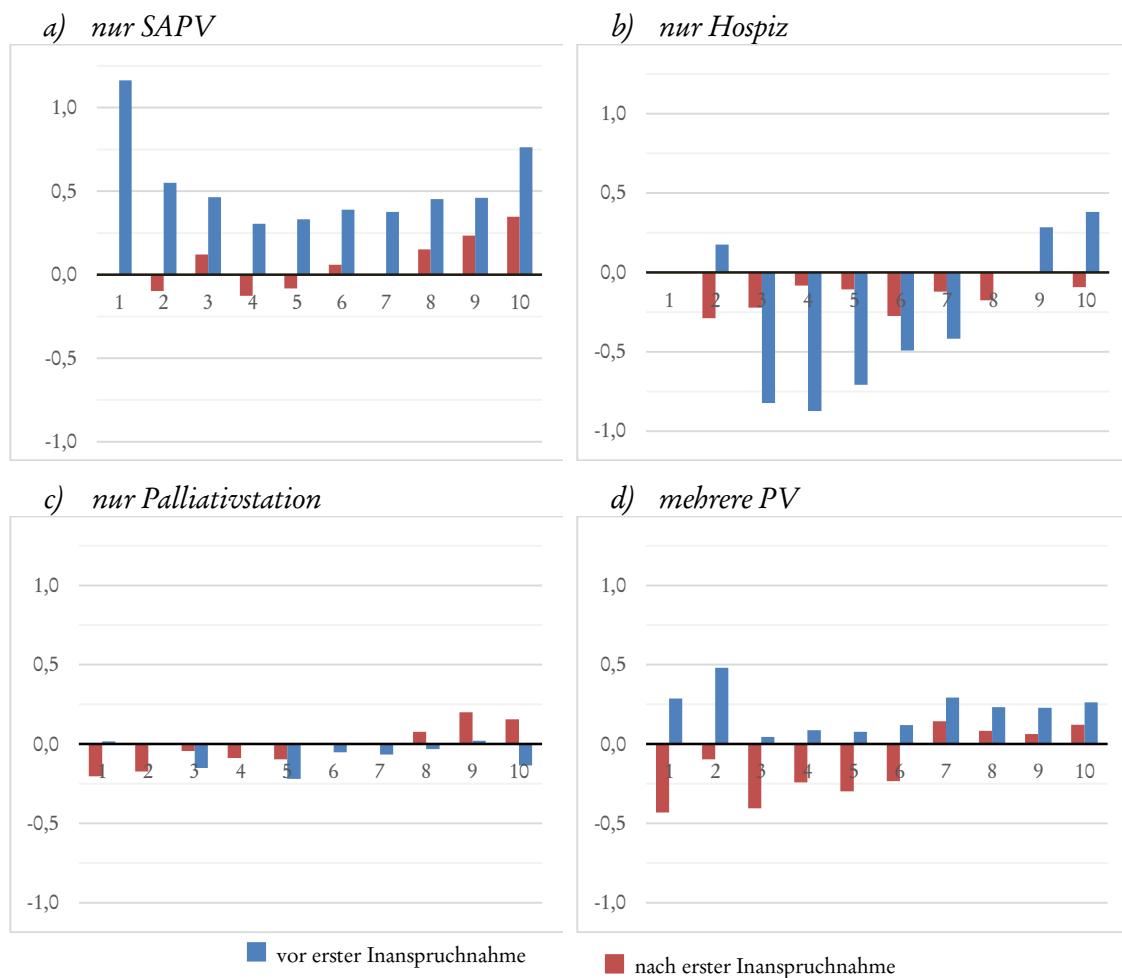 a) nur SAPV
1,0
0,5
0,0
1 2 3 4 5 6 7 8 9 10
-0,5
-1,0
b) nur Hospiz
1,0
0,5
0,0
1 2 3 4 5 6 7 8 9 10
-0,5
-1,0
c) nur Palliativstation
1,0
0,5
0,0
1 2 3 4 5 6 7 8 9 10
-0,5
-1,0
d) mehrere PV
1,0
0,5
0,0
1 2 3 4 5 6 7 8 9 10
-0,5
-1,0
vor erster Inanspruchnahme
nach erster Inanspruchnahme